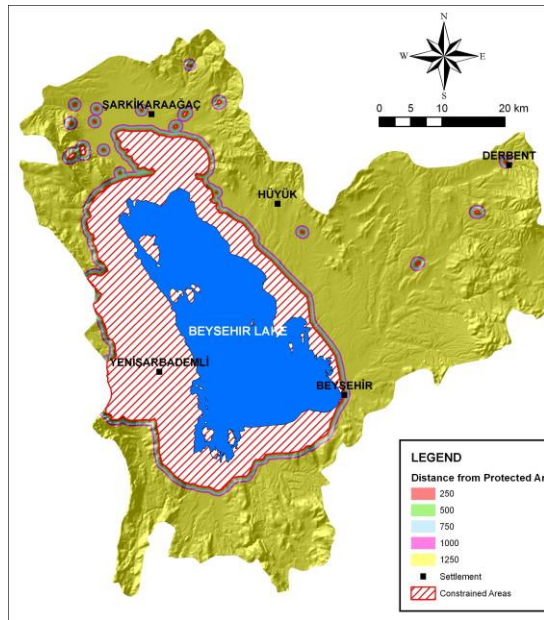 N
W E
S
0 5 10 20 km
ŞARKİKARAAĞAÇ
DERBENT
HÜYÜK
BEYSEHIR LAKE
YENİŞARBADEMLİ
BEYŞEHİR
LEGEND
Distance from Protected Ar
250
500
750
1000
1250
Settlement
Constrained Areas